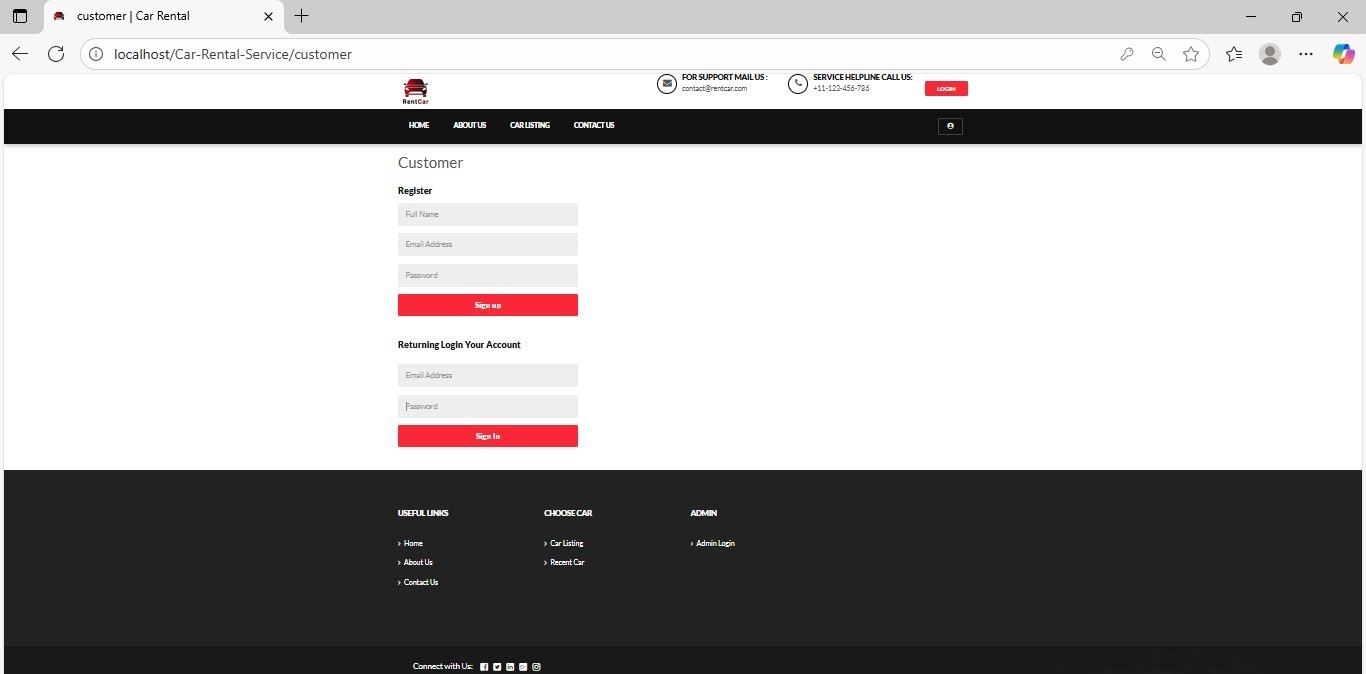 customer | Car Rental
localhost/Car-Rental-Service/customer
RentCar
FOR SUPPORT MAIL US :
contact@rentcar.com
SERVICE HELPLINE CALL US:
+11-123-456-786
LOGIN
HOME ABOUT US CAR LISTING CONTACT US
Customer
Register
Full Name
Email Address
Password
Sign up
Returning Login Your Account
Email Address
Password
Sign In
USEFUL LINKS CHOOSE CAR ADMIN
› Home › Car Listing › Admin Login
› About Us › Recent Car
› Contact Us
Connect with Us: